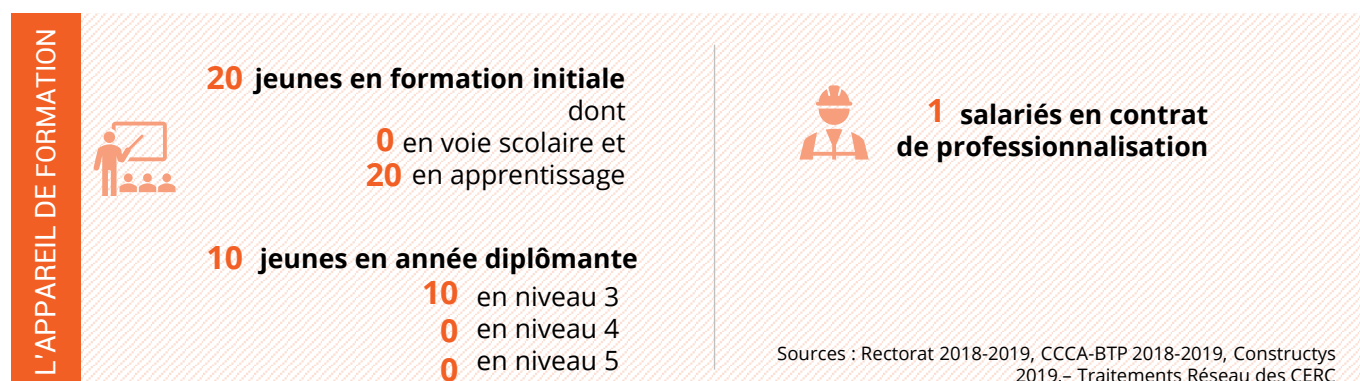 L'APPAREIL DE FORMATION
20 jeunes en formation initiale
dont
0 en voie scolaire et
20 en apprentissage
10 jeunes en année diplômante
10 en niveau 3
0 en niveau 4
0 en niveau 5
1 salariés en contrat
de professionnalisation
Sources : Rectorat 2018-2019, CCCA-BTP 2018-2019, Constructys
2019.– Traitements Réseau des CERC